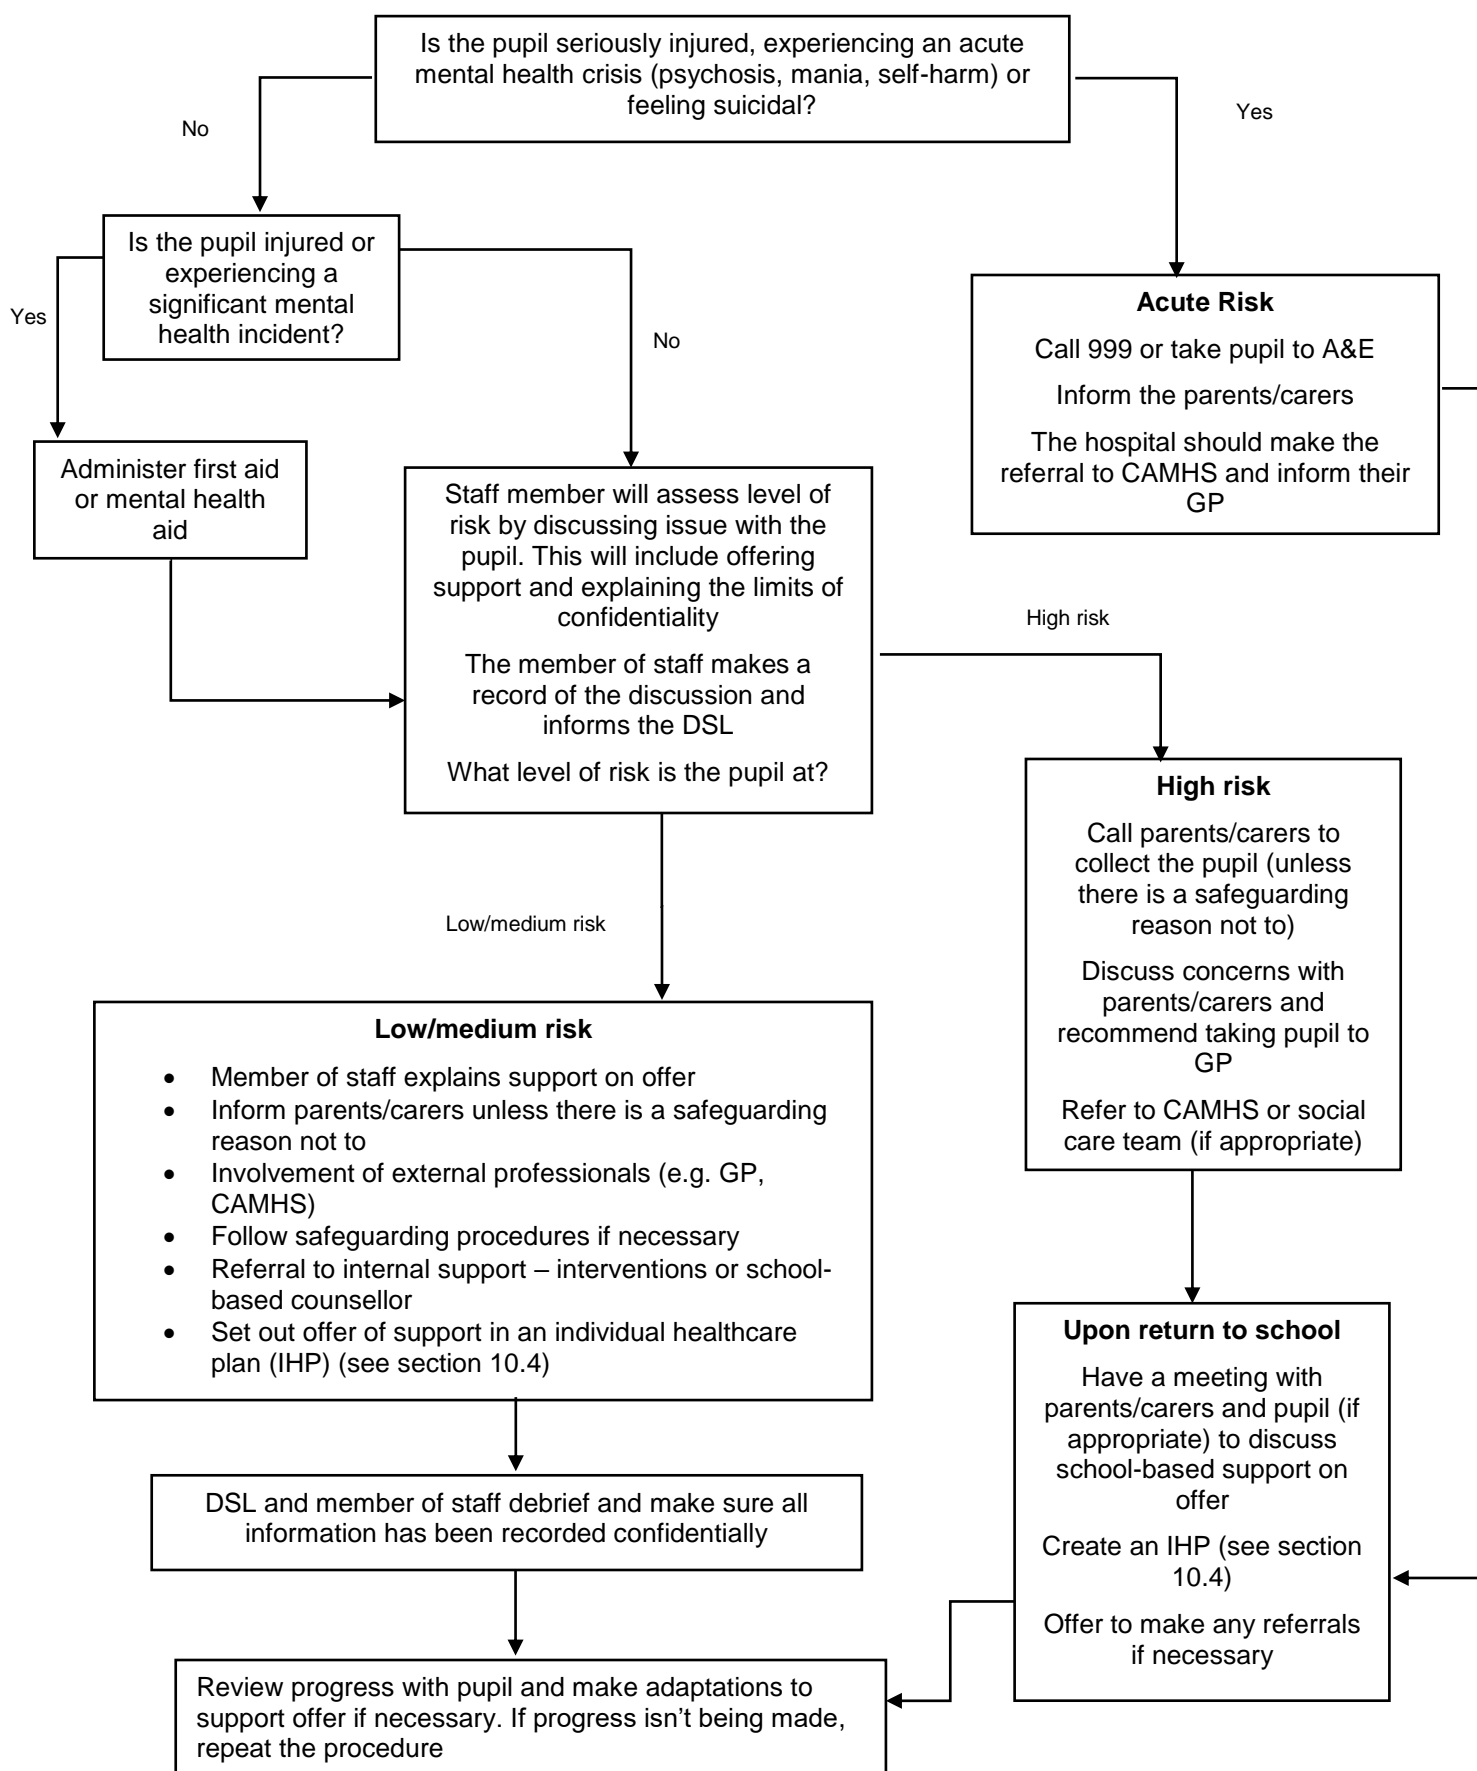 Is the pupil seriously injured, experiencing an acute
mental health crisis (psychosis, mania, self-harm) or
feeling suicidal?
No
Yes
Is the pupil injured or
experiencing a
significant mental
health incident?
Yes
No
Acute Risk
Call 999 or take pupil to A&E
Inform the parents/carers
The hospital should make the
referral to CAMHS and inform their
GP
Administer first aid
or mental health
aid
Staff member will assess level of
risk by discussing issue with the
pupil. This will include offering
support and explaining the limits of
confidentiality
The member of staff makes a
record of the discussion and
informs the DSL
What level of risk is the pupil at?
High risk
High risk
Call parents/carers to
collect the pupil (unless
there is a safeguarding
reason not to)
Discuss concerns with
parents/carers and
recommend taking pupil to
GP
Refer to CAMHS or social
care team (if appropriate)
Low/medium risk
Low/medium risk
• Member of staff explains support on offer
• Inform parents/carers unless there is a safeguarding
reason not to
• Involvement of external professionals (e.g. GP,
CAMHS)
• Follow safeguarding procedures if necessary
• Referral to internal support – interventions or school-
based counsellor
• Set out offer of support in an individual healthcare
plan (IHP) (see section 10.4)
Upon return to school
Have a meeting with
parents/carers and pupil (if
appropriate) to discuss
school-based support on
offer
Create an IHP (see section
10.4)
Offer to make any referrals
if necessary
DSL and member of staff debrief and make sure all
information has been recorded confidentially
Review progress with pupil and make adaptations to
support offer if necessary. If progress isn't being made,
repeat the procedure